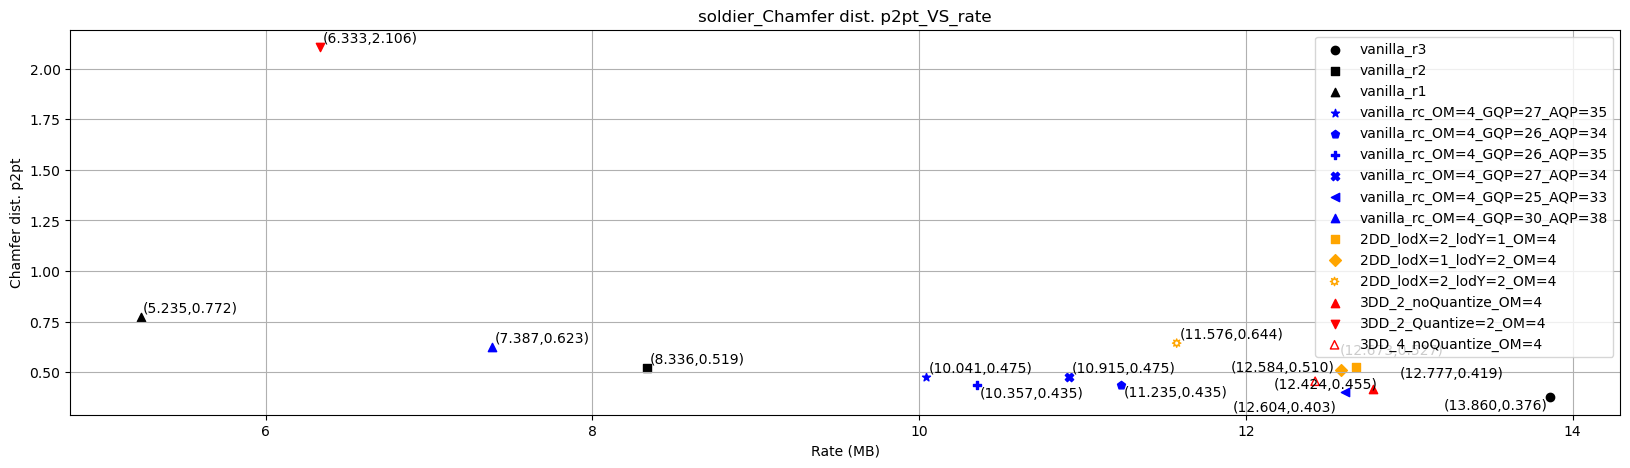 soldier_Chamfer dist. p2pt_VS_rate
Chamfer dist. p2pt
2.00
1.75
1.50
1.25
1.00
0.75
0.50
(6.333,2.106)
(5.235,0.772)
(7.387,0.623)
(8.336,0.519)
(10.041,0.475)
(10.357,0.435)
(10.915,0.475)
(11.235,0.435)
(11.576,0.644)
(12.584,0.510)
(12.424,0.455)
(12.604,0.403)
(12.777,0.419)
(13.860,0.376)
vanilla_r3
vanilla_r2
vanilla_r1
vanilla_rc_OM=4_GQP=27_AQP=35
vanilla_rc_OM=4_GQP=26_AQP=34
vanilla_rc_OM=4_GQP=26_AQP=35
vanilla_rc_OM=4_GQP=27_AQP=34
vanilla_rc_OM=4_GQP=25_AQP=33
vanilla_rc_OM=4_GQP=30_AQP=38
2DD_lodX=2_lodY=1_OM=4
2DD_lodX=1_lodY=2_OM=4
2DD_lodX=2_lodY=2_OM=4
3DD_2_noQuantize_OM=4
3DD_2_Quantize=2_OM=4
3DD_4_noQuantize_OM=4
6
8
10
12
14
Rate (MB)